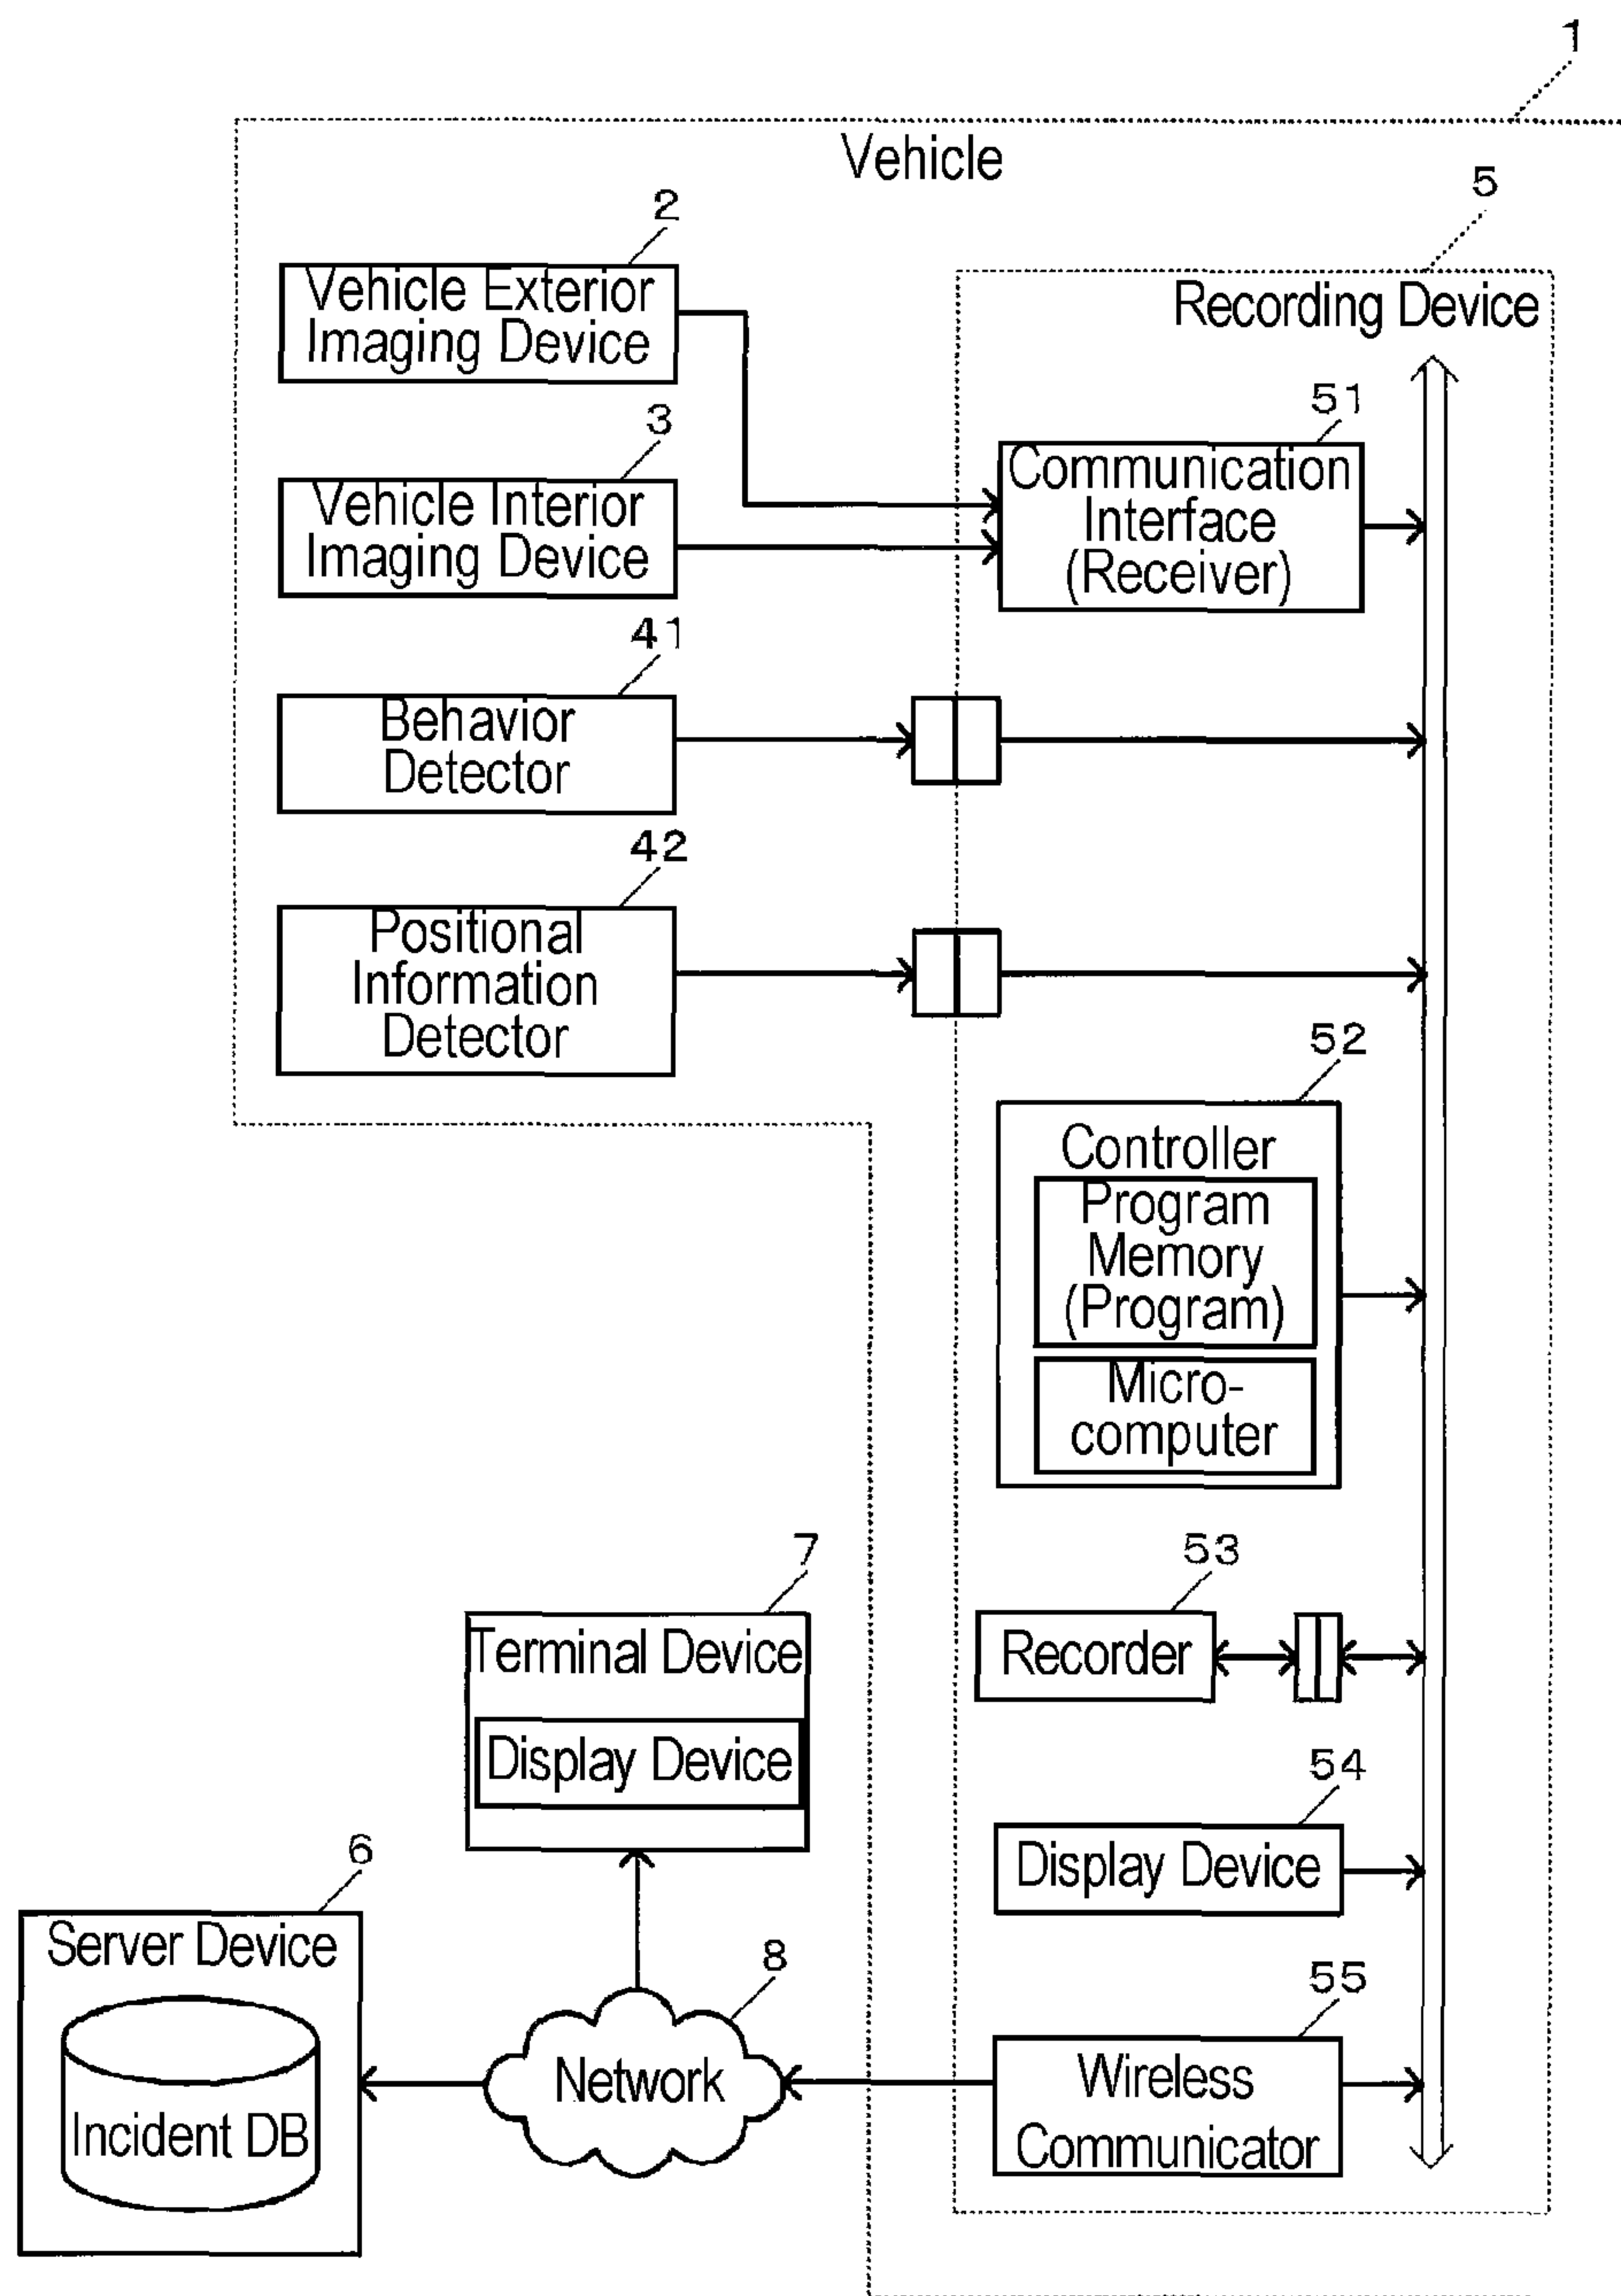 1
Vehicle
5
2
Recording Device
Vehicle Exterior
Imaging Device
51
3
Communication
Interface
(Receiver)
Vehicle Interior
Imaging Device
41
Behavior
Detector
42
Positional
Information
Detector
52
Controller
Program
Memory
(Program)
Micro-
computer
53
Recorder
7
Terminal Device
Display Device
54
Display Device
6
Server Device
Incident DB
8
Network
55
Wireless
Communicator